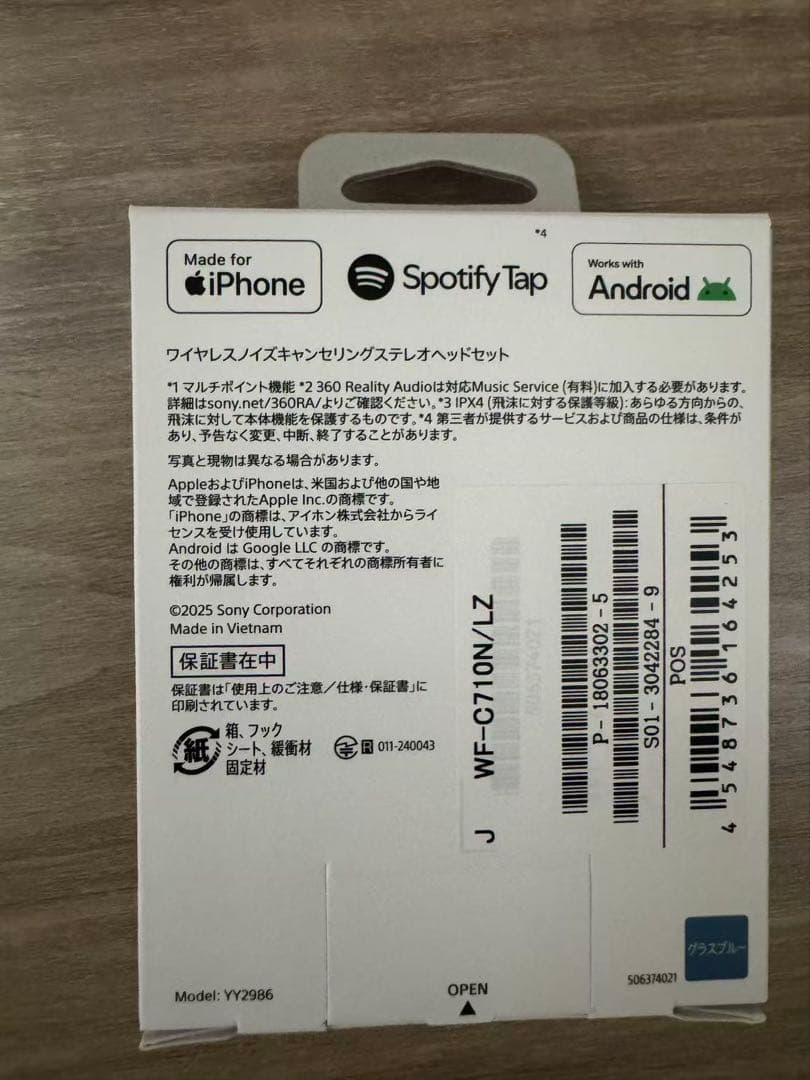 *4
Made for
iPhone
Spotify Tap
Works with
Android
ワイヤレスノイズキャンセリングステレオヘッドセット
*1 マルチポイント機能 *2 360 Reality Audioは対応Music Service (有料)に加入する必要があります。
詳細はsony.net/360RA/よりご確認ください。*3 IPX4 (飛沫に対する保護等級):あらゆる方向からの、
飛沫に対して本体機能を保護するものです。*4 第三者が提供するサービスおよび商品の仕様は、条件が
あり、予告なく変更、中断、終了することがあります。
写真と現物は異なる場合があります。
AppleおよびiPhoneは、米国および他の国や地
域で登録されたApple Inc.の商標です。
「iPhone」の商標は、アイホン株式会社からライ
センスを受け使用しています。
Android は Google LLC の商標です。
その他の商標は、すべてそれぞれの商標所有者に
権利が帰属します。
©2025 Sony Corporation
Made in Vietnam
保証書在中
保証書は「使用上のご注意/仕様・保証書」に
印刷されています。
紙
箱、フック
シート、緩衝材
固定材
R 011-240043
J WF-C710N/LZ
P- 18063302-5
S01-3042284-9
POS
4548736164253
グラスブルー
506374021
Model: YY2986
OPEN